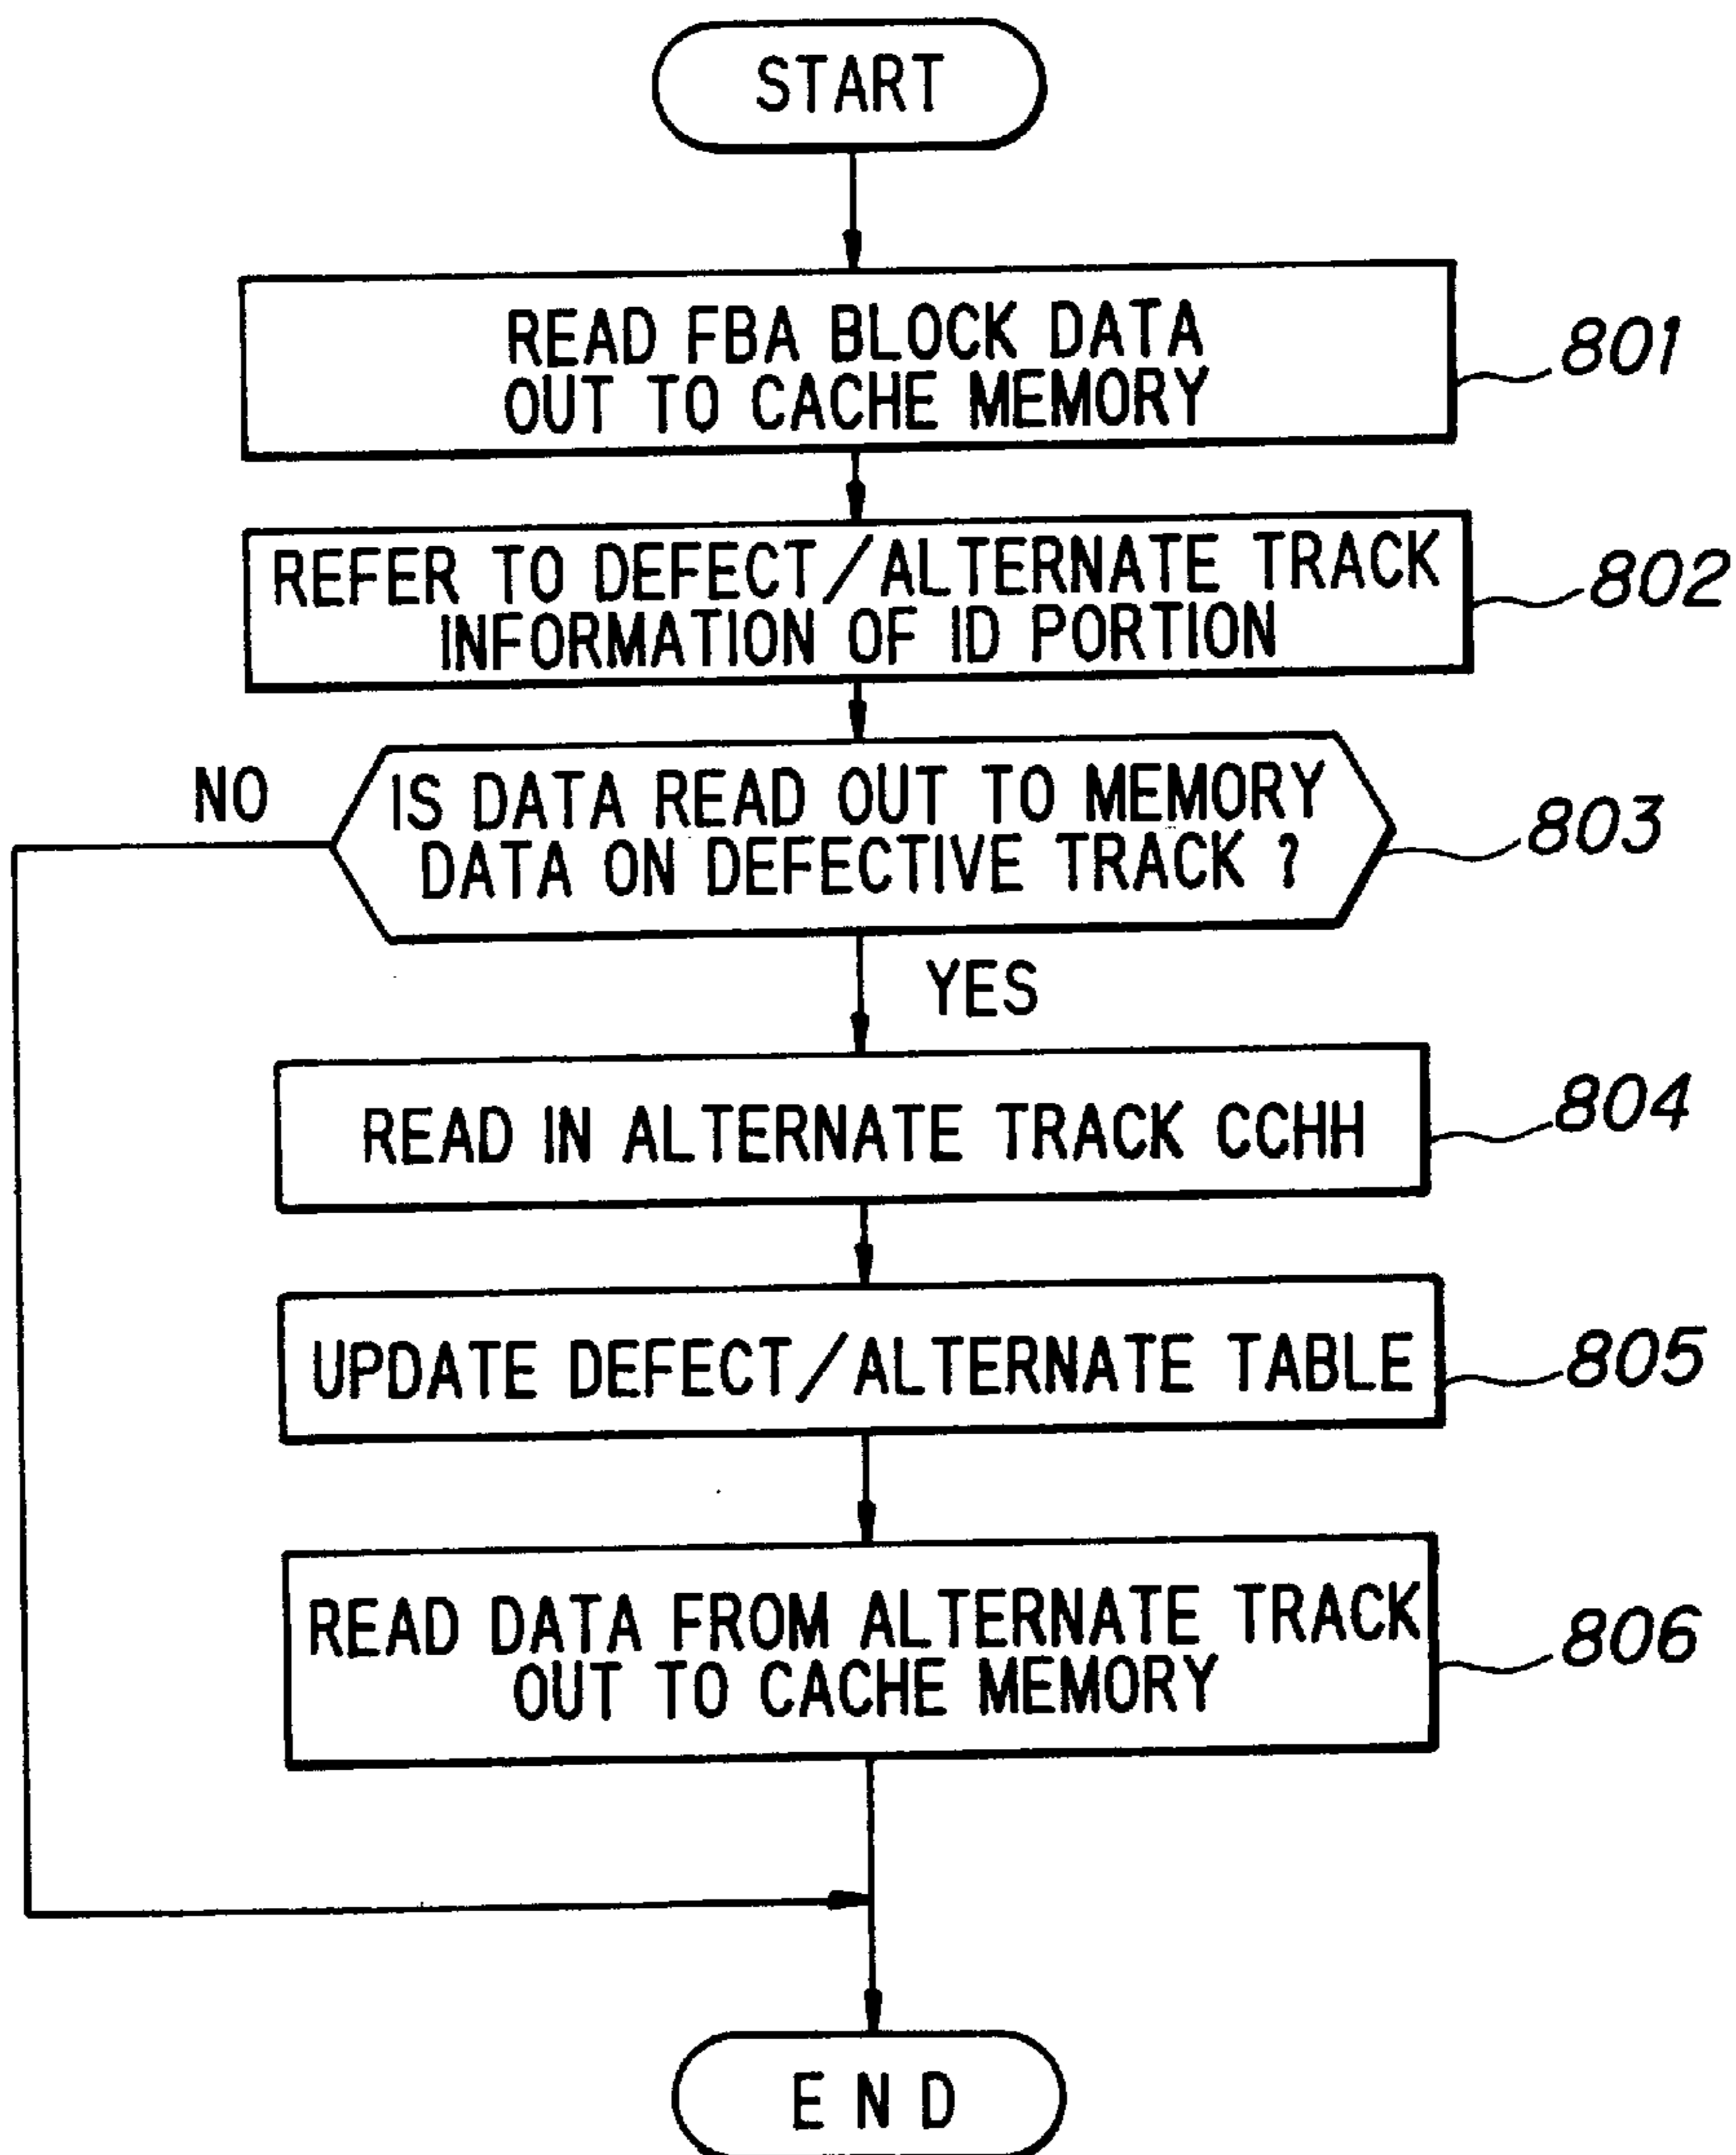 START
READ FBA BLOCK DATA
OUT TO CACHE MEMORY
801
REFER TO DEFECT/ALTERNATE TRACK
INFORMATION OF ID PORTION
802
NO
IS DATA READ OUT TO MEMORY
DATA ON DEFECTIVE TRACK ?
803
YES
READ IN ALTERNATE TRACK CCHH
804
UPDATE DEFECT/ALTERNATE TABLE
805
READ DATA FROM ALTERNATE TRACK
OUT TO CACHE MEMORY
806
END